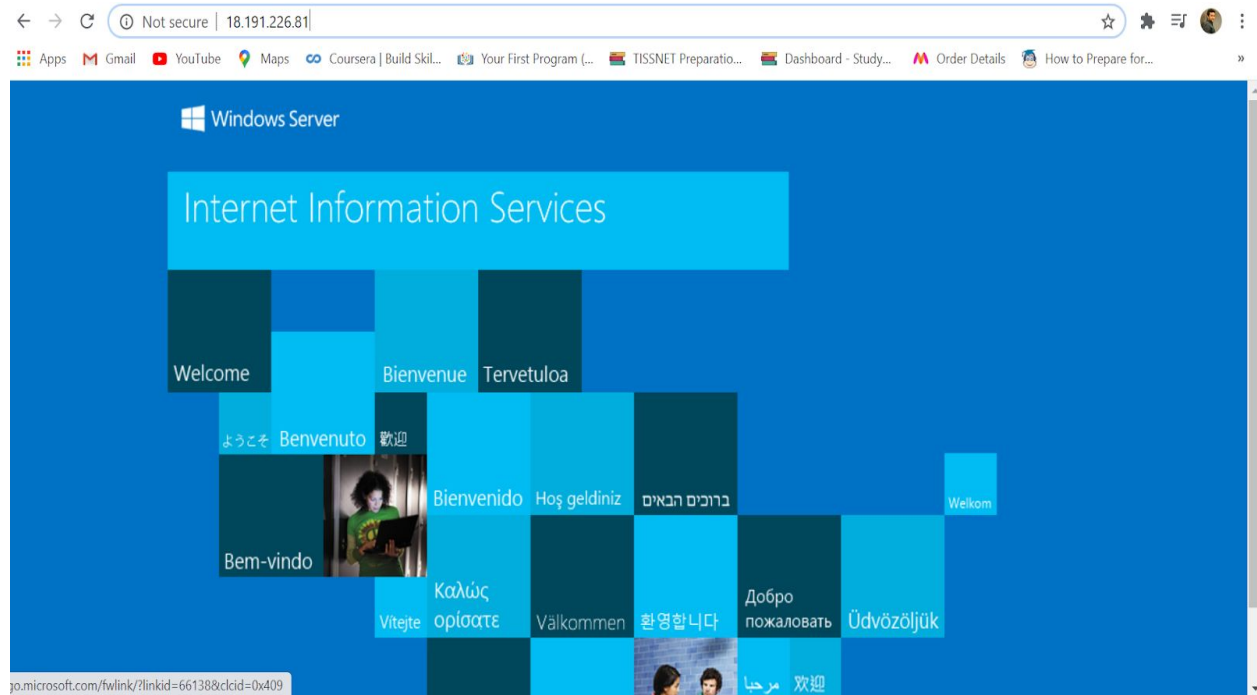 Not secure | 18.191.226.81
Apps Gmail YouTube Maps Coursera | Build Skil... Your First Program (... TISSNET Preparatio... Dashboard - Study... Order Details How to Prepare for... »
Windows Server
Internet Information Services
Welcome
Bienvenue
Tervetuloa
ようこそ
Benvenuto
歡迎
Bienvenido
Hoş geldiniz
ברוכים הבאים
Welkom
Bem-vindo
Vítejte
Καλώς
ορίσατε
Välkommen
환영합니다
Добро
пожаловать
Üdvözöljük
مرحبا
欢迎
go.microsoft.com/fwlink/?linkid=66138&clcid=0x409